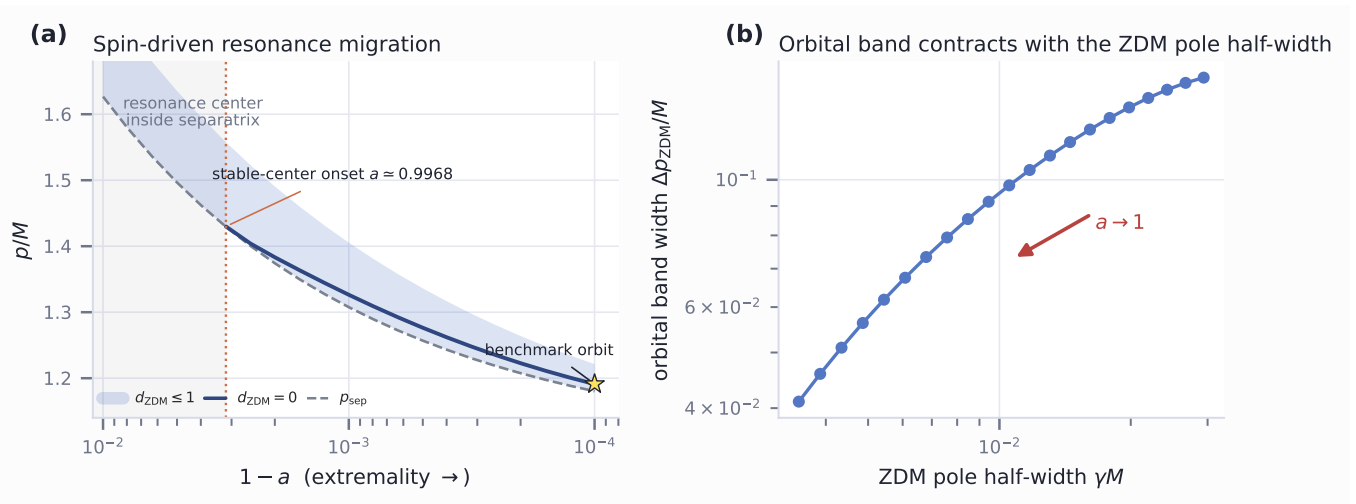 (a) Spin-driven resonance migration
p/M
1.6
1.5
1.4
1.3
1.2
resonance center
inside separatrix
stable-center onset a ≃ 0.9968
benchmark orbit
d_ZDM ≤ 1
d_ZDM = 0
p_sep
10⁻²
10⁻³
10⁻⁴
1 − a (extremality →)
(b) Orbital band contracts with the ZDM pole half-width
orbital band width Δp_ZDM/M
10⁻¹
6 × 10⁻²
4 × 10⁻²
a → 1
10⁻²
ZDM pole half-width γM